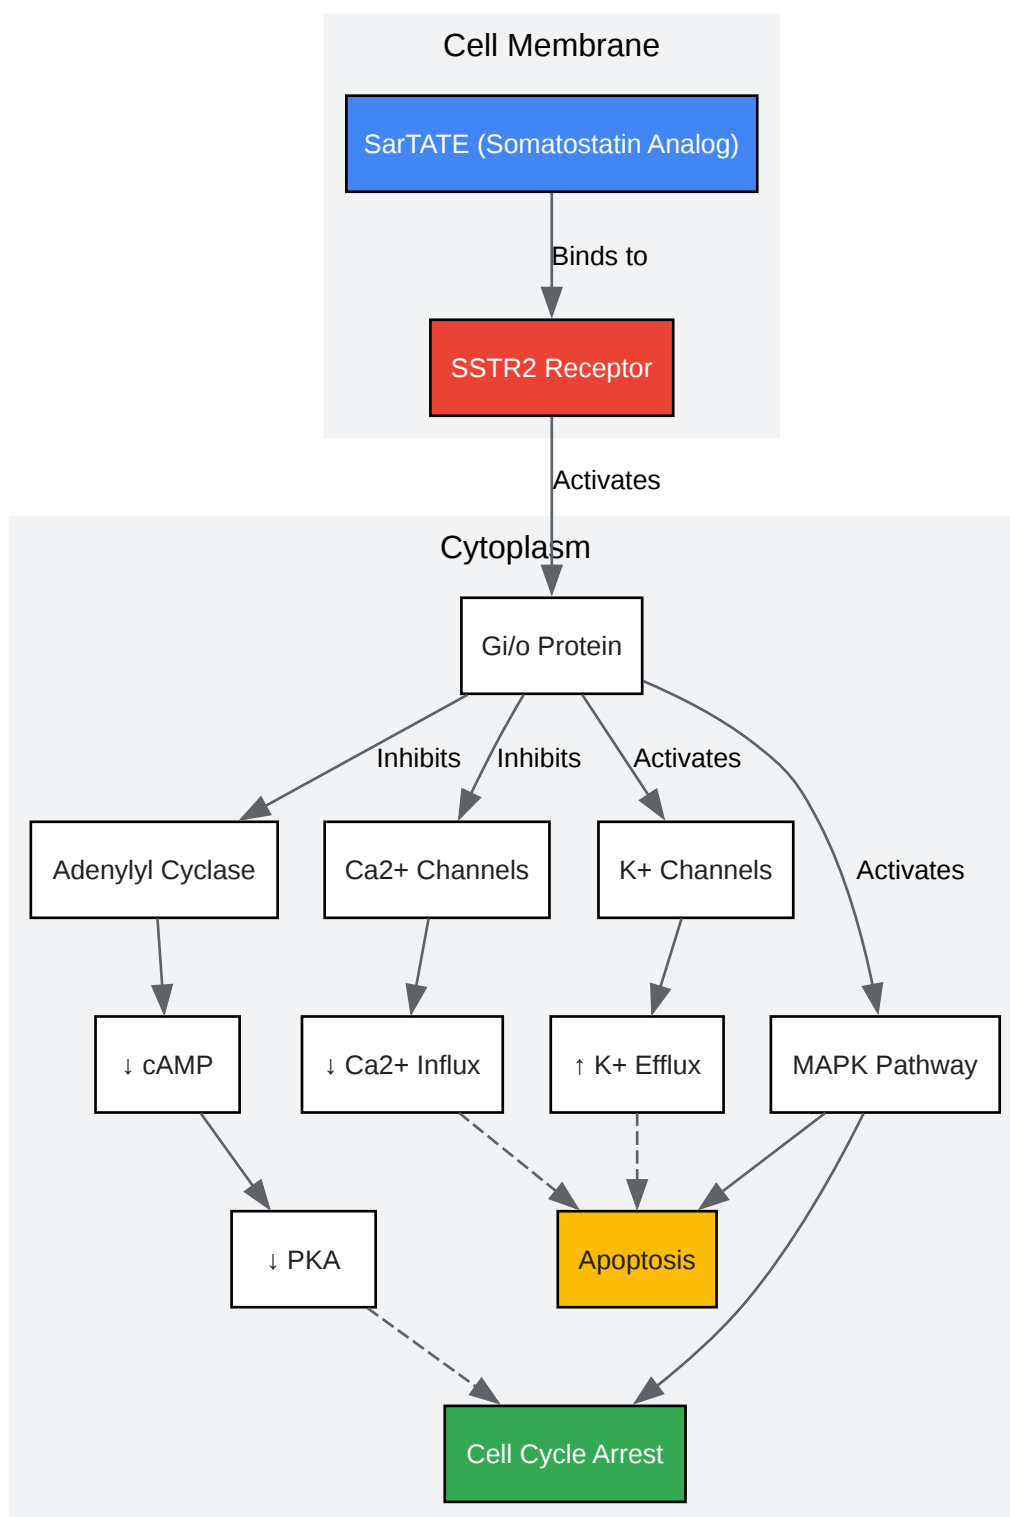 Cell Membrane
SarTATE (Somatostatin Analog)
Binds to
SSTR2 Receptor
Activates
Cytoplasm
Gi/o Protein
Inhibits
Inhibits
Activates
Adenylyl Cyclase
Ca2+ Channels
K+ Channels
Activates
↓ cAMP
↓ Ca2+ Influx
↑ K+ Efflux
MAPK Pathway
↓ PKA
Apoptosis
Cell Cycle Arrest